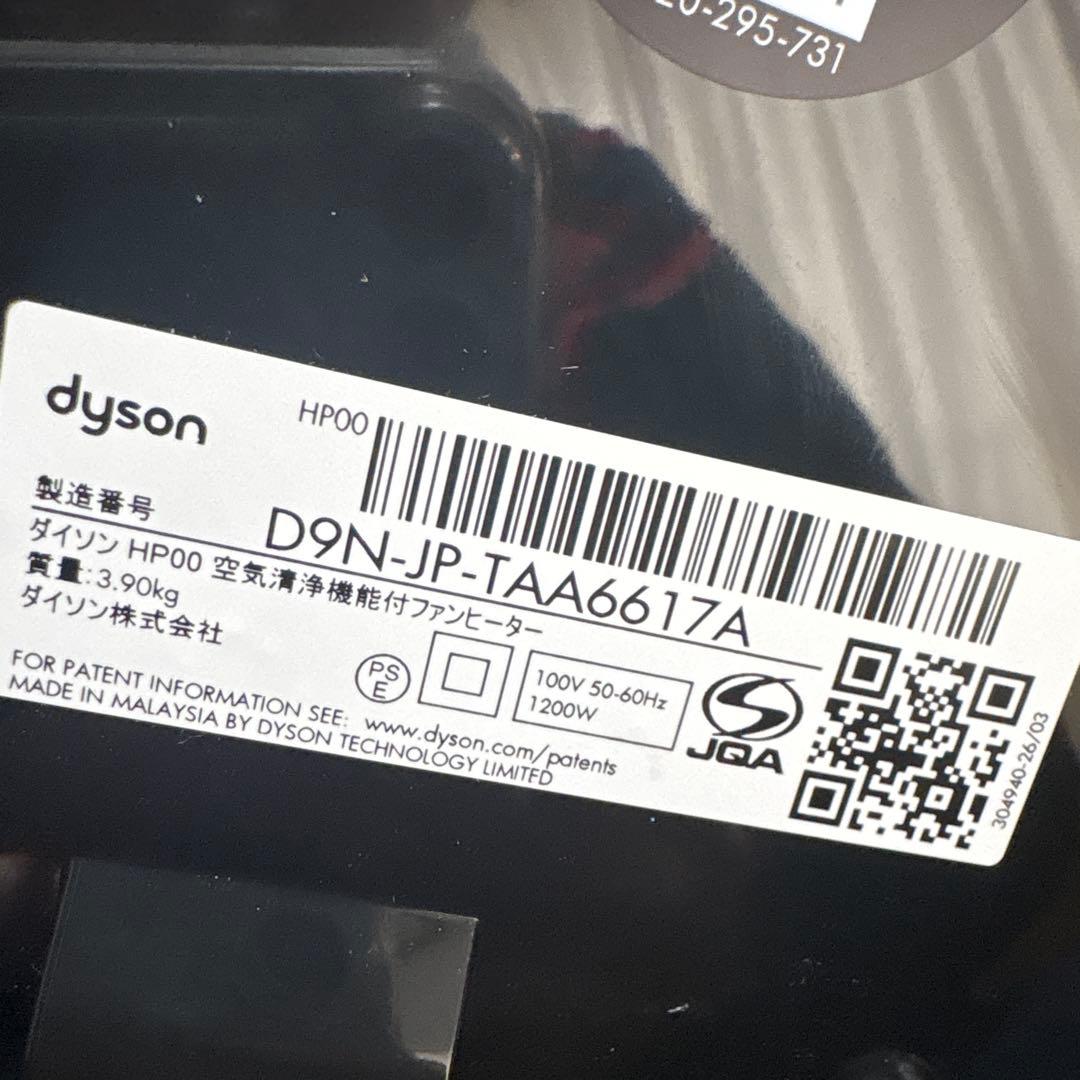 20-295-731
dyson
HP00
製造番号
D9N-JP-TAA6617A
ダイソン HP00 空気清浄機能付ファンヒーター
質量:3.90kg
ダイソン株式会社
PS
E
100V 50-60Hz
1200W
JQA
FOR PATENT INFORMATION SEE: www.dyson.com/patents
MADE IN MALAYSIA BY DYSON TECHNOLOGY LIMITED
304940-26/03